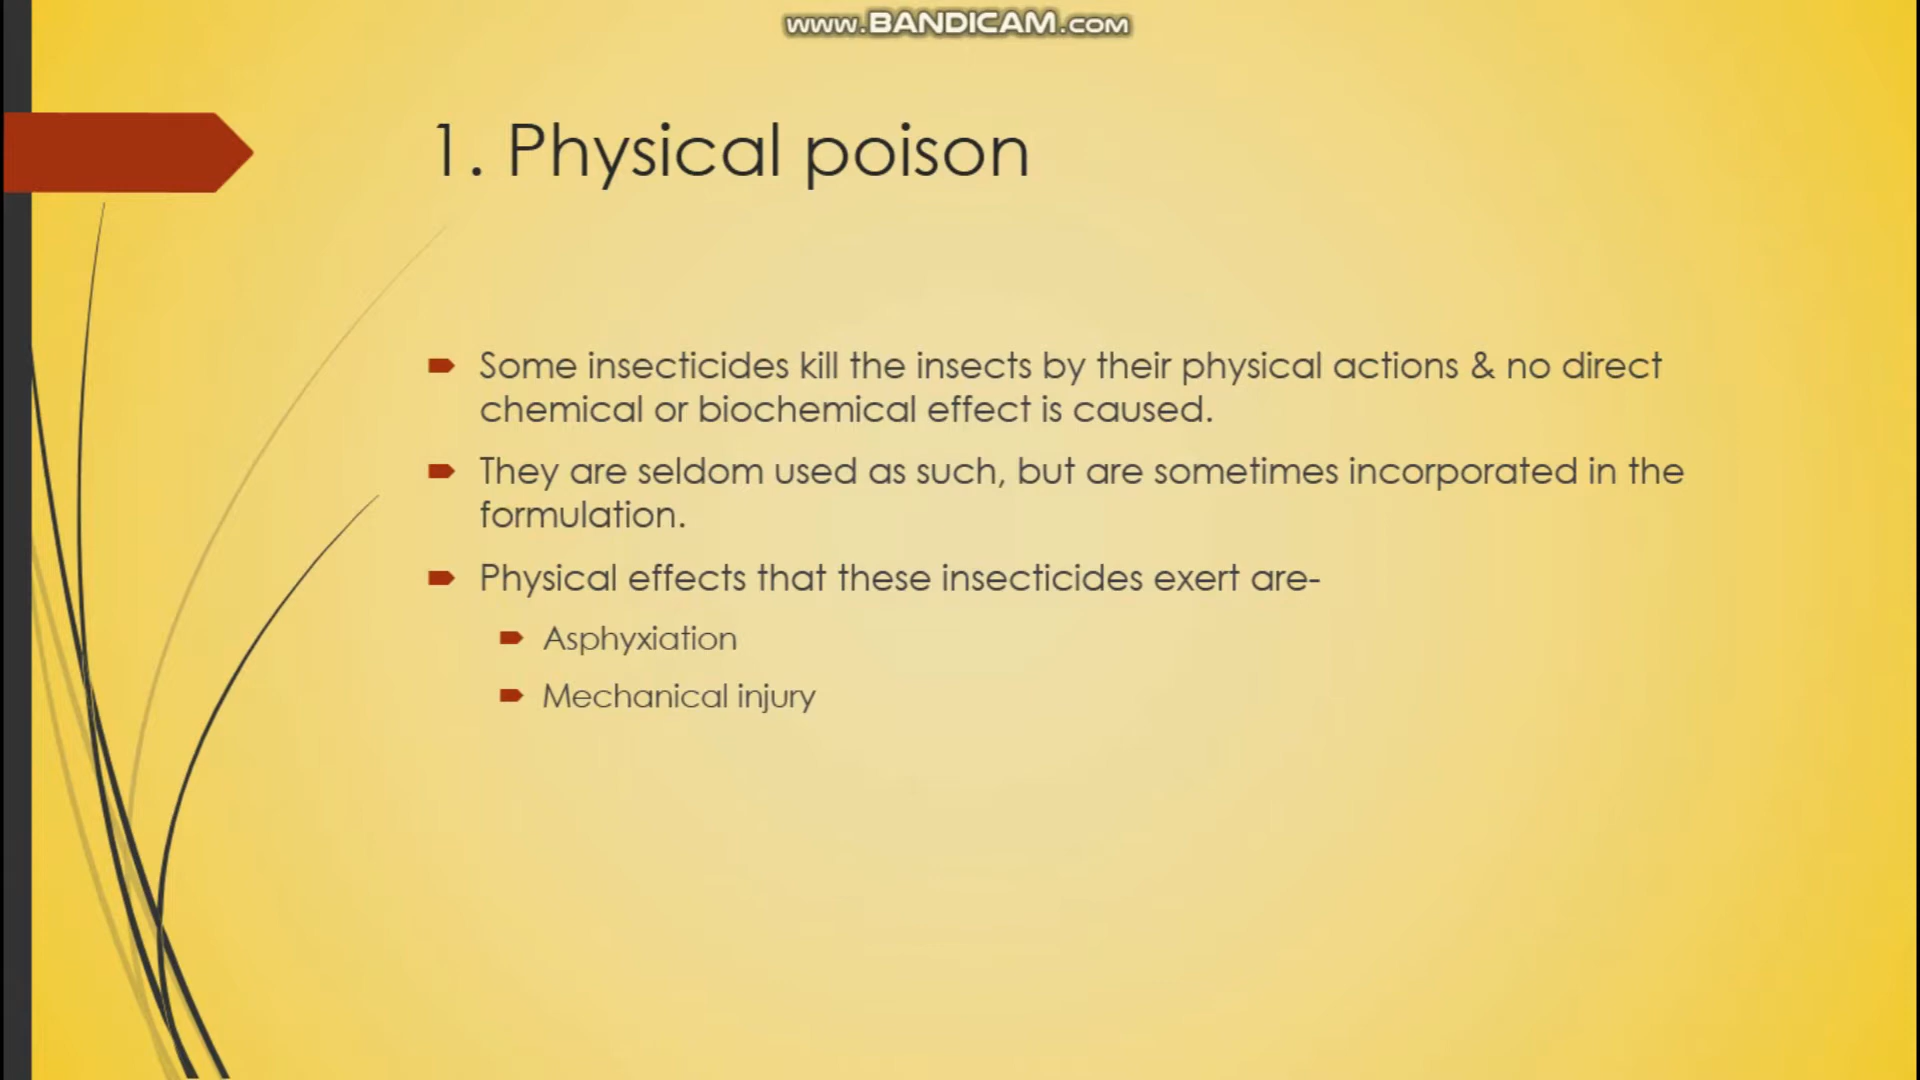 www.BANDICAM.com
1. Physical poison
Some insecticides kill the insects by their physical actions & no direct
chemical or biochemical effect is caused.
They are seldom used as such, but are sometimes incorporated in the
formulation.
Physical effects that these insecticides exert are-
Asphyxiation
Mechanical injury